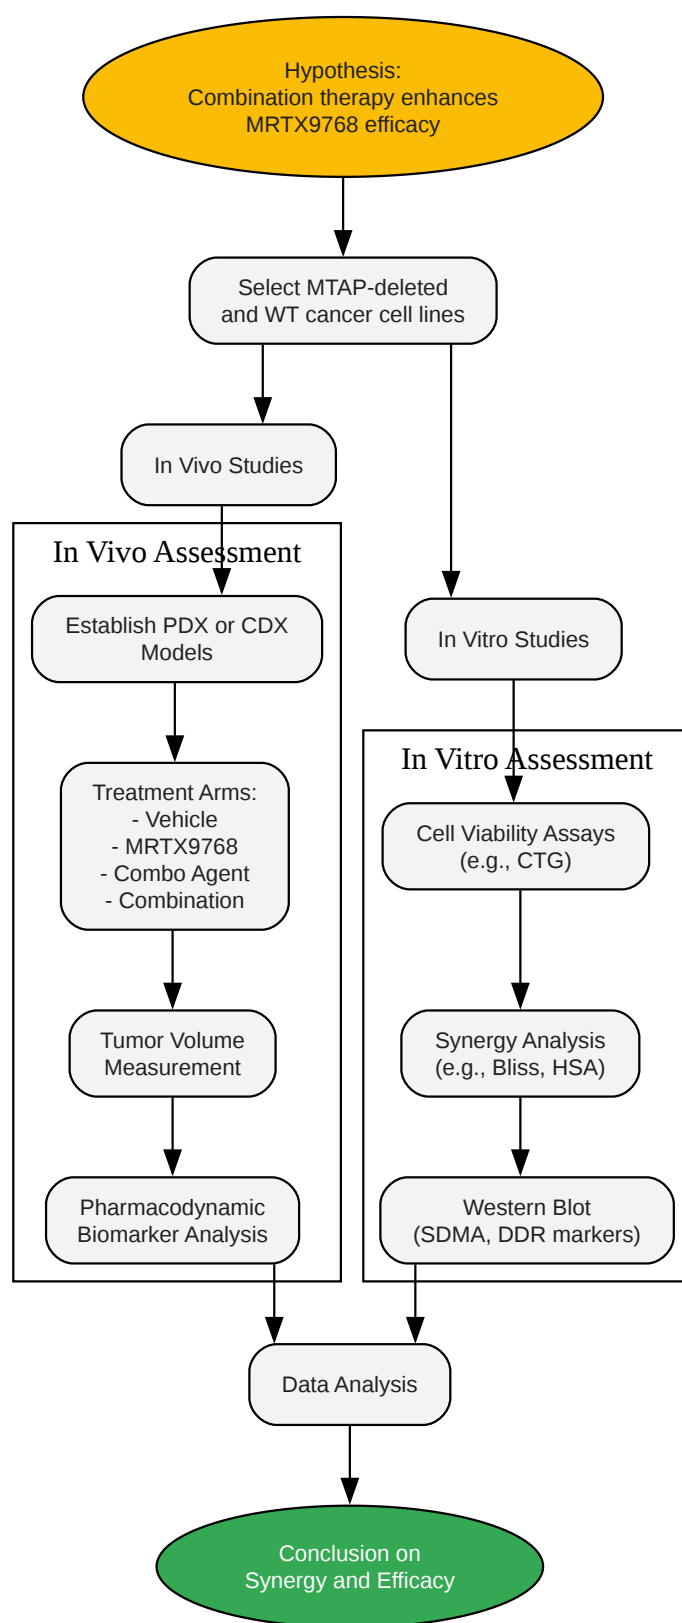 Hypothesis:
Combination therapy enhances
MRTX9768 efficacy
Select MTAP-deleted
and WT cancer cell lines
In Vivo Studies
In Vivo Assessment
Establish PDX or CDX
Models
Treatment Arms:
- Vehicle
- MRTX9768
- Combo Agent
- Combination
Tumor Volume
Measurement
Pharmacodynamic
Biomarker Analysis
In Vitro Studies
In Vitro Assessment
Cell Viability Assays
(e.g., CTG)
Synergy Analysis
(e.g., Bliss, HSA)
Western Blot
(SDMA, DDR markers)
Data Analysis
Conclusion on
Synergy and Efficacy